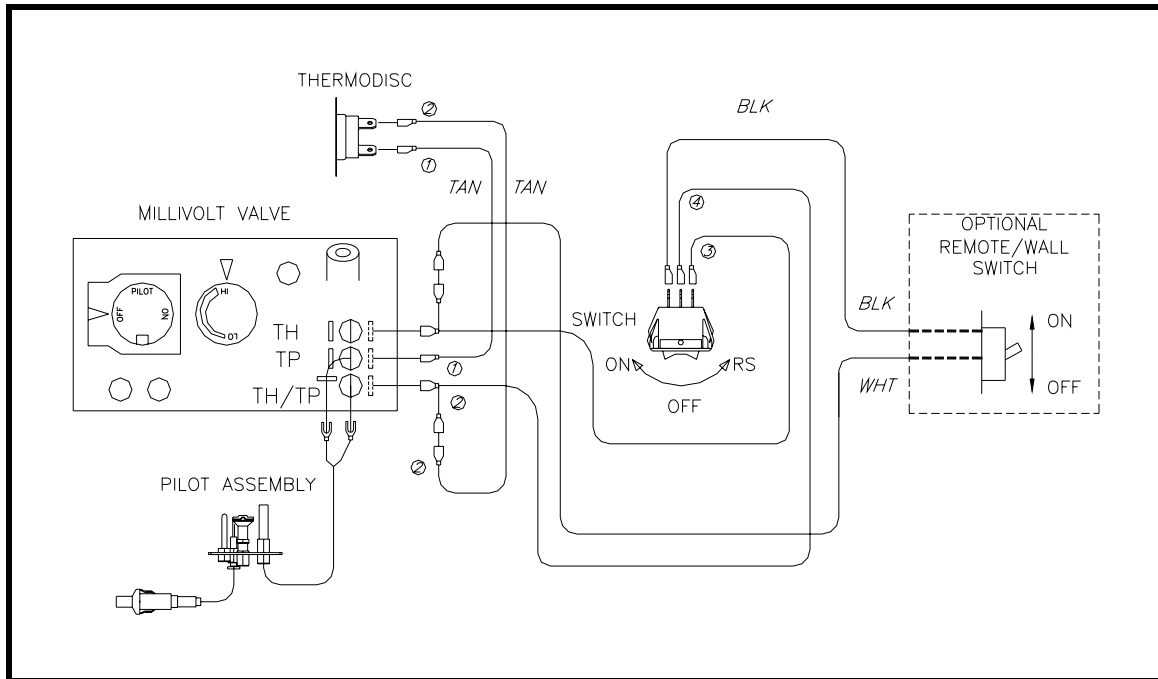 THERMODISC
②
①
TAN
TAN
BLK
④
③
MILLIVOLT VALVE
OFF
PILOT
ON
HI
LO
TH
TP
TH/TP
①
②
②
SWITCH
ON
RS
OFF
OPTIONAL
REMOTE/WALL
SWITCH
BLK
WHT
ON
OFF
PILOT ASSEMBLY